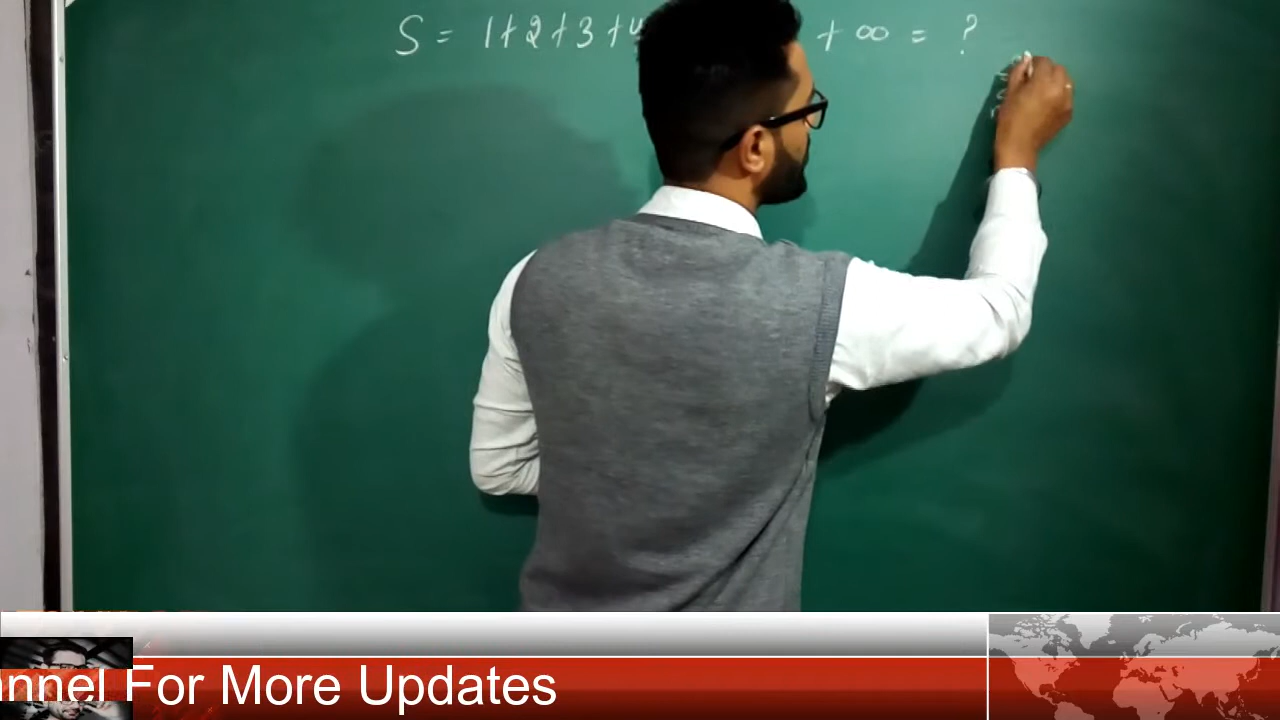 S = 1+2+3+4 +∞ = ?
nnel For More Updates